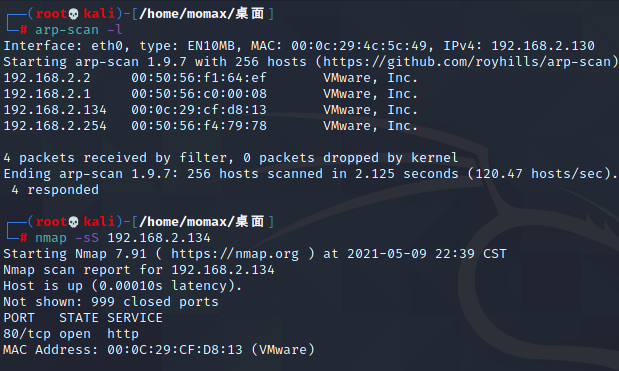 ┌──(root💀kali)-[/home/momax/桌面]
└─# arp-scan -l
Interface: eth0, type: EN10MB, MAC: 00:0c:29:4c:5c:49, IPv4: 192.168.2.130
Starting arp-scan 1.9.7 with 256 hosts (https://github.com/royhills/arp-scan)
192.168.2.2     00:50:56:f1:64:ef       VMware, Inc.
192.168.2.1     00:50:56:c0:00:08       VMware, Inc.
192.168.2.134   00:0c:29:cf:d8:13       VMware, Inc.
192.168.2.254   00:50:56:f4:79:78       VMware, Inc.

4 packets received by filter, 0 packets dropped by kernel
Ending arp-scan 1.9.7: 256 hosts scanned in 2.125 seconds (120.47 hosts/sec).
 4 responded

┌──(root💀kali)-[/home/momax/桌面]
└─# nmap -sS 192.168.2.134
Starting Nmap 7.91 ( https://nmap.org ) at 2021-05-09 22:39 CST
Nmap scan report for 192.168.2.134
Host is up (0.00010s latency).
Not shown: 999 closed ports
PORT   STATE SERVICE
80/tcp open  http
MAC Address: 00:0C:29:CF:D8:13 (VMware)